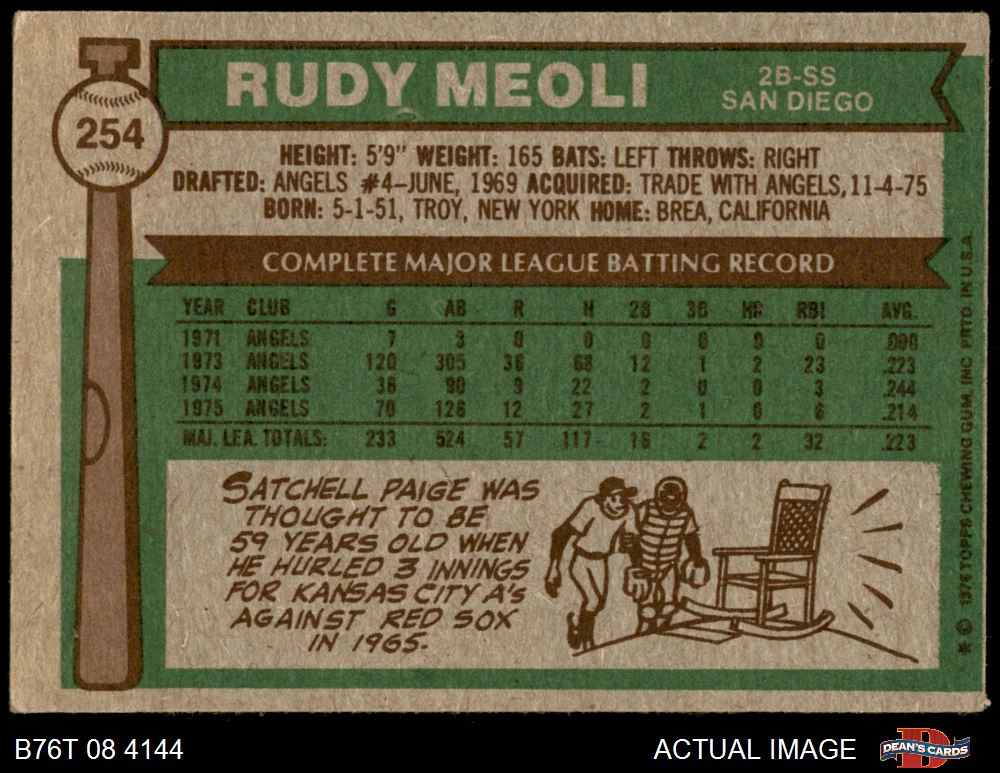 254
RUDY MEOLI
2B-SS
SAN DIEGO
HEIGHT: 5'9" WEIGHT: 165 BATS: LEFT THROWS: RIGHT
DRAFTED: ANGELS #4–JUNE, 1969 ACQUIRED: TRADE WITH ANGELS, 11-4-75
BORN: 5-1-51, TROY, NEW YORK HOME: BREA, CALIFORNIA
COMPLETE MAJOR LEAGUE BATTING RECORD
YEAR CLUB G AB R H 2B 3B HR RBI AVG.
1971 ANGELS 7 3 0 0 0 0 0 0 .000
1973 ANGELS 120 305 36 68 12 1 2 23 .223
1974 ANGELS 36 90 9 22 2 0 0 3 .244
1975 ANGELS 70 126 12 27 2 1 0 6 .214
MAJ. LEA. TOTALS: 233 524 57 117 16 2 2 32 .223
SATCHELL PAIGE WAS
THOUGHT TO BE
59 YEARS OLD WHEN
HE HURLED 3 INNINGS
FOR KANSAS CITY A's
AGAINST RED SOX
IN 1965.
* © 1976 TOPPS CHEWING GUM, INC. PRTD. IN U.S.A.
B76T 08 4144
ACTUAL IMAGE
D
DEAN'S CARDS